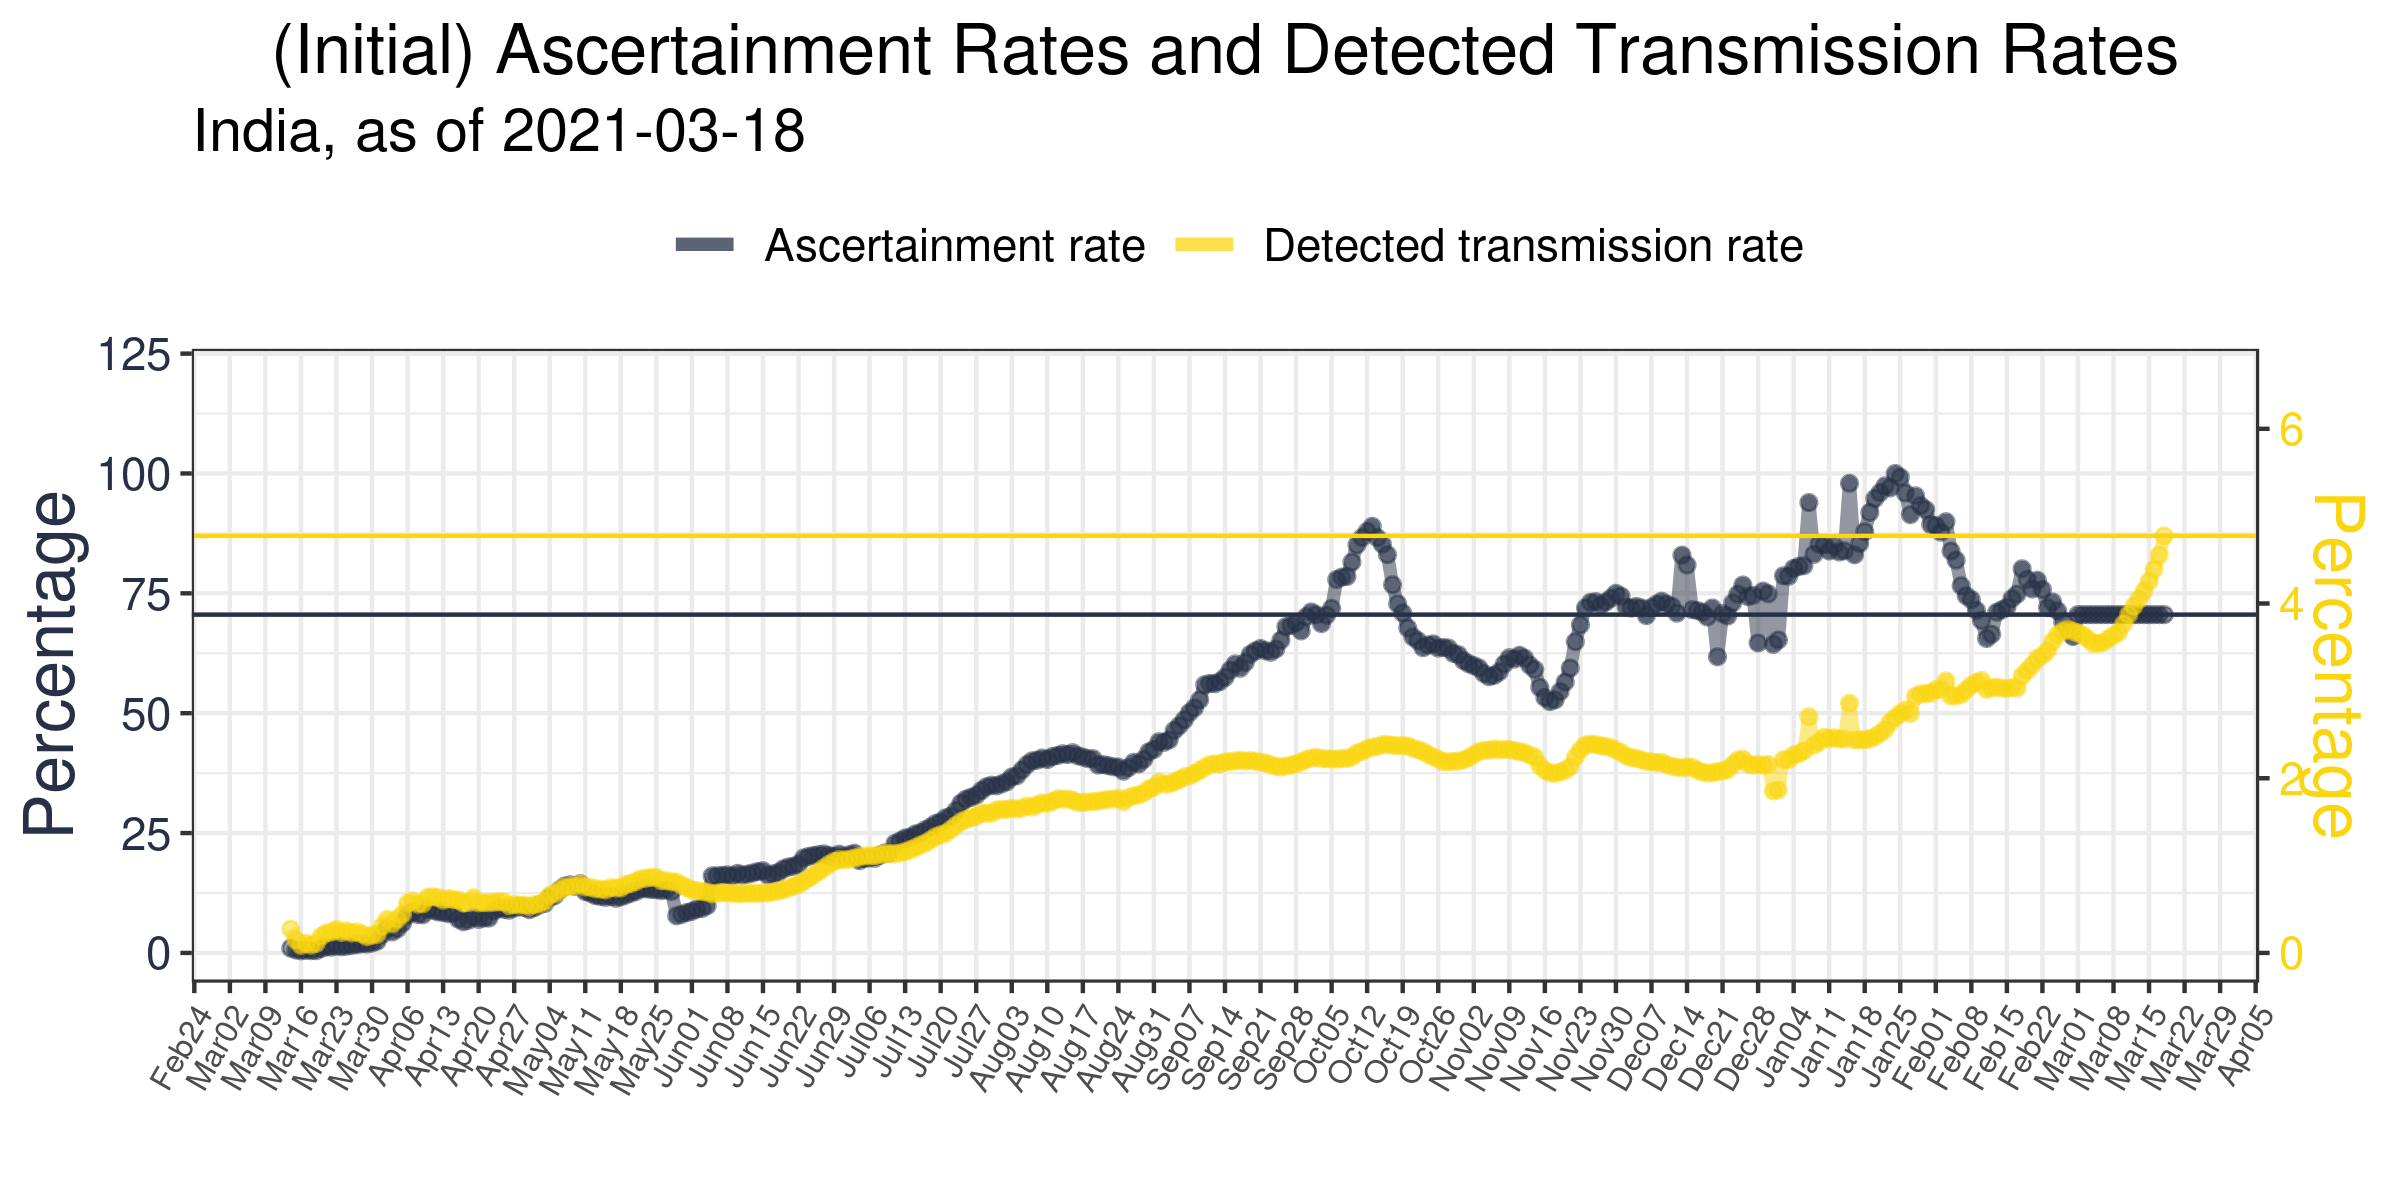 (Initial) Ascertainment Rates and Detected Transmission Rates
India, as of 2021-03-18
Ascertainment rate
Detected transmission rate
125
100
75
50
25
0
Percentage
6
4
2
0
Percentage
Feb24
Mar02
Mar09
Mar16
Mar23
Mar30
Apr06
Apr13
Apr20
Apr27
May04
May11
May18
May25
Jun01
Jun08
Jun15
Jun22
Jun29
Jul06
Jul13
Jul20
Jul27
Aug03
Aug10
Aug17
Aug24
Aug31
Sep07
Sep14
Sep21
Sep28
Oct05
Oct12
Oct19
Oct26
Nov02
Nov09
Nov16
Nov23
Nov30
Dec07
Dec14
Dec21
Dec28
Jan04
Jan11
Jan18
Jan25
Feb01
Feb08
Feb15
Feb22
Mar01
Mar08
Mar15
Mar22
Mar29
Apr05